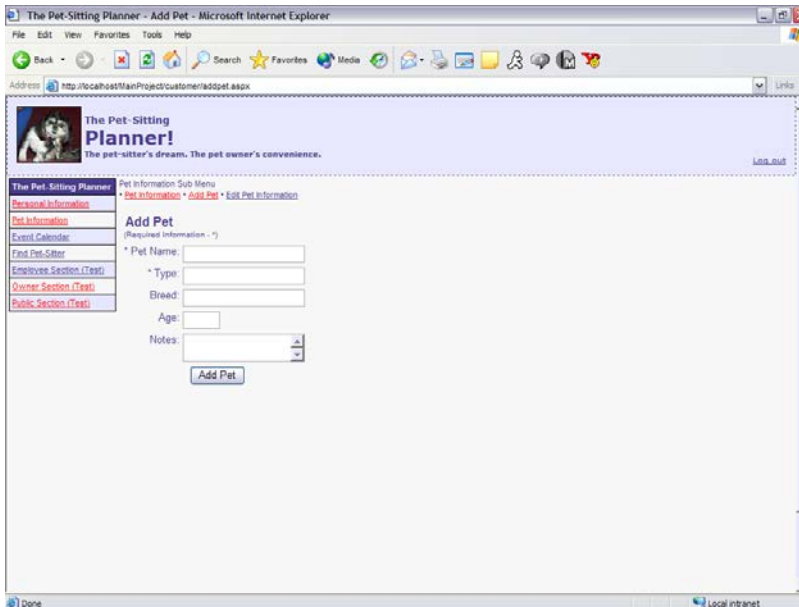 The Pet-Sitting Planner - Add Pet - Microsoft Internet Explorer
File Edit View Favorites Tools Help
Back Search Favorites Media
Address http://localhost/MainProject/customer/addpet.aspx Links
The Pet-Sitting
Planner!
The pet-sitter's dream. The pet owner's convenience.
Log out
The Pet-Sitting Planner
Personal Information
Pet Information
Event Calendar
Find Pet-Sitter
Employee Section (Test)
Owner Section (Test)
Public Section (Test)
Pet Information Sub Menu
• Pet Information • Add Pet • Edit Pet Information
Add Pet
(Required Information - *)
* Pet Name:
* Type:
Breed:
Age:
Notes:
Add Pet
Done
Local intranet